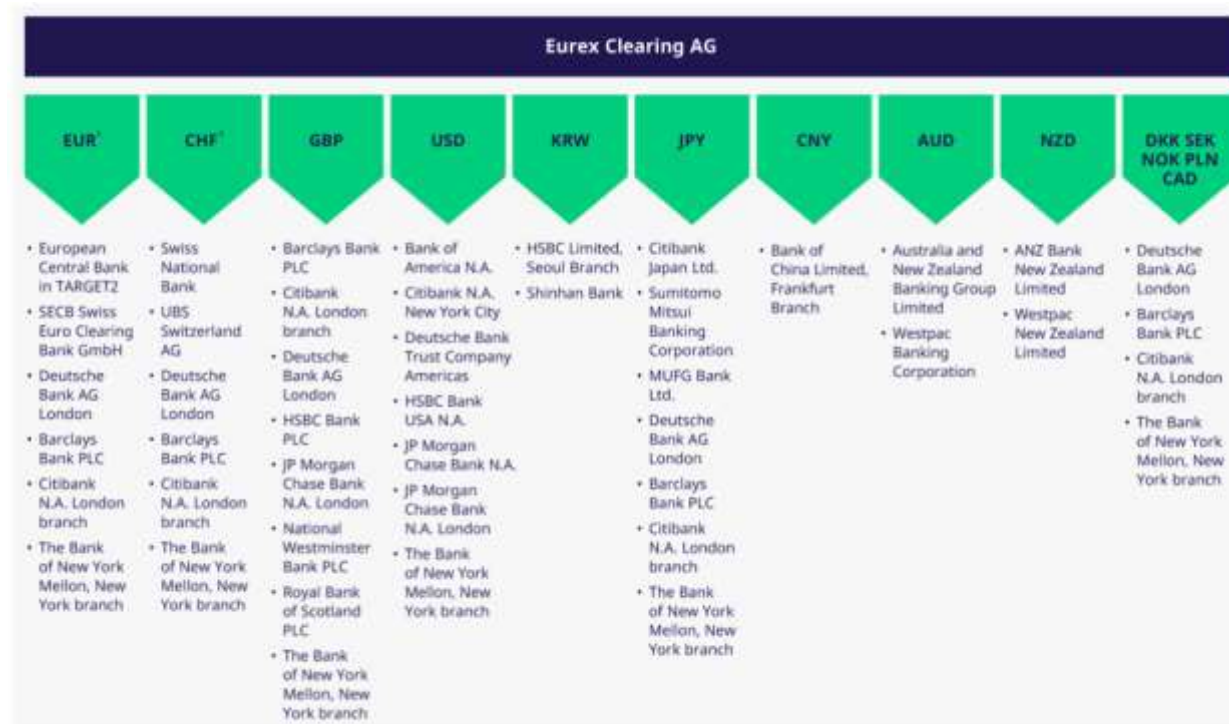 Eurex Clearing AG
EUR¹
• European
Central Bank
in TARGET2
• SECB Swiss
Euro Clearing
Bank GmbH
• Deutsche
Bank AG
London
• Barclays
Bank PLC
• Citibank
N.A. London
branch
• The Bank
of New York
Mellon, New
York branch
CHF
• Swiss
National
Bank
• UBS
Switzerland
AG
• Deutsche
Bank AG
London
• Barclays
Bank PLC
• Citibank
N.A. London
branch
• The Bank
of New York
Mellon, New
York branch
GBP
• Barclays Bank
PLC
• Citibank
N.A. London
branch
• Deutsche
Bank AG
London
• HSBC Bank
PLC
• JP Morgan
Chase Bank
N.A. London
• National
Westminster
Bank PLC
• Royal Bank
of Scotland
PLC
• The Bank
of New York
Mellon, New
York branch
USD
• Bank of
America N.A.
• Citibank N.A.
New York City
• Deutsche Bank
Trust Company
Americas
• HSBC Bank
USA N.A.
• JP Morgan
Chase Bank N.A.
• JP Morgan
Chase Bank
N.A. London
• The Bank
of New York
Mellon, New
York branch
KRW
• HSBC Limited,
Seoul Branch
• Shinhan Bank
JPY
• Citibank
Japan Ltd.
• Sumitomo
Mitsui
Banking
Corporation
• MUFG Bank
Ltd.
• Deutsche
Bank AG
London
• Barclays
Bank PLC
• Citibank
N.A. London
branch
• The Bank
of New York
Mellon, New
York branch
CNY
• Bank of
China Limited,
Frankfurt
Branch
AUD
• Australia and
New Zealand
Banking Group
Limited
• Westpac
Banking
Corporation
NZD
• ANZ Bank
New Zealand
Limited
• Westpac
New Zealand
Limited
DKK SEK
NOK PLN
CAD
• Deutsche
Bank AG
London
• Barclays
Bank PLC
• Citibank
N.A. London
branch
• The Bank
of New York
Mellon, New
York branch